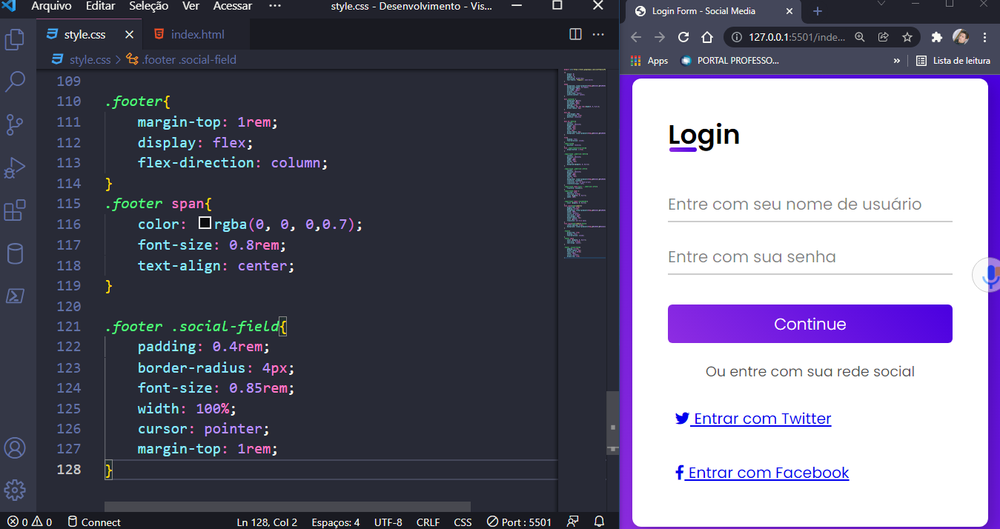 Arquivo Editar Seleção Ver Acessar ··· style.css - Desenvolvimento - Vis...
style.css index.html ···
style.css > .footer .social-field
109
110 .footer{
111 margin-top: 1rem;
112 display: flex;
113 flex-direction: column;
114 }
115 .footer span{
116 color: rgba(0, 0, 0,0.7);
117 font-size: 0.8rem;
118 text-align: center;
119 }
120
121 .footer .social-field{
122 padding: 0.4rem;
123 border-radius: 4px;
124 font-size: 0.85rem;
125 width: 100%;
126 cursor: pointer;
127 margin-top: 1rem;
128 }
0 0 Connect Ln 128, Col 2 Espaços: 4 UTF-8 CRLF CSS Port : 5501
Login Form - Social Media
127.0.0.1:5501/inde...
Apps PORTAL PROFESSO... » Lista de leitura
Login
Entre com seu nome de usuário
Entre com sua senha
Continue
Ou entre com sua rede social
Entrar com Twitter
Entrar com Facebook